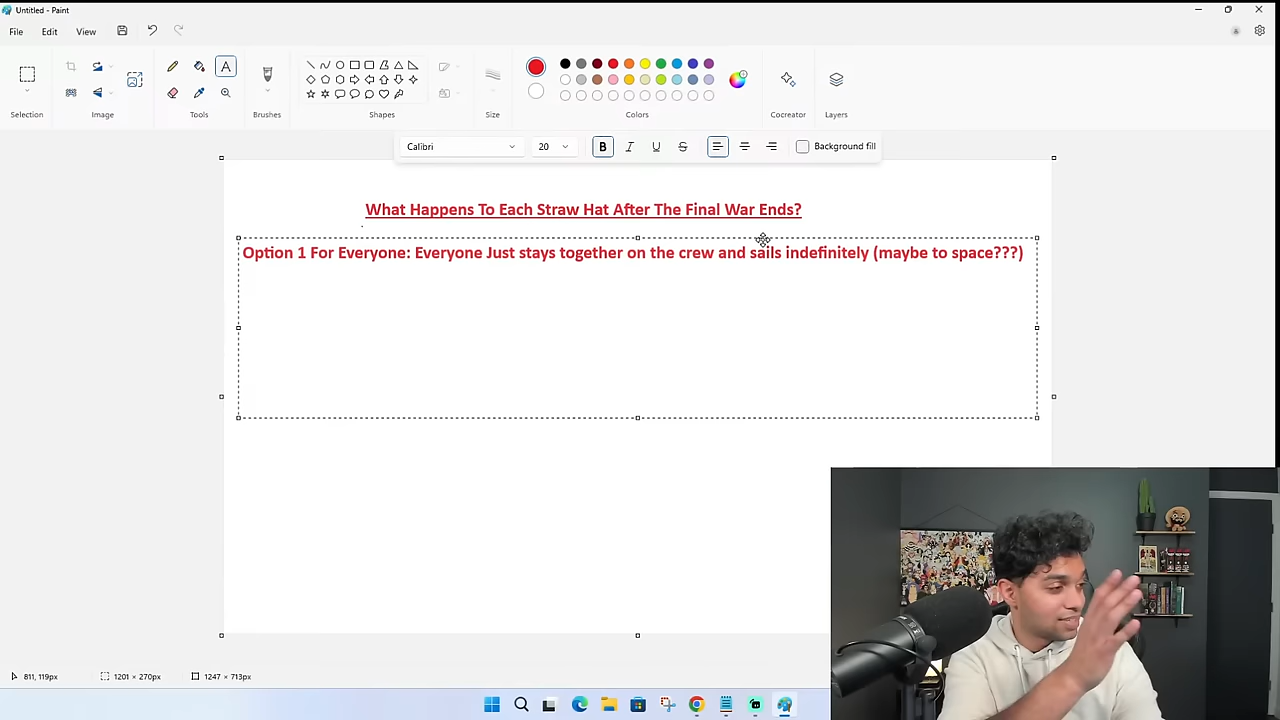 Untitled - Paint
File Edit View
Selection Image Tools Brushes Shapes Size Colors Cocreator Layers
Calibri 20 B I U S Background fill
What Happens To Each Straw Hat After The Final War Ends?
Option 1 For Everyone: Everyone Just stays together on the crew and sails indefinitely (maybe to space???)
811, 119px 1201 × 270px 1247 × 713px